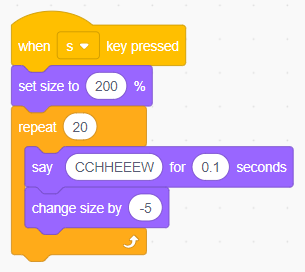 when s key pressed
set size to 200 %
repeat 20
say CCHHEEEW for 0.1 seconds
change size by -5